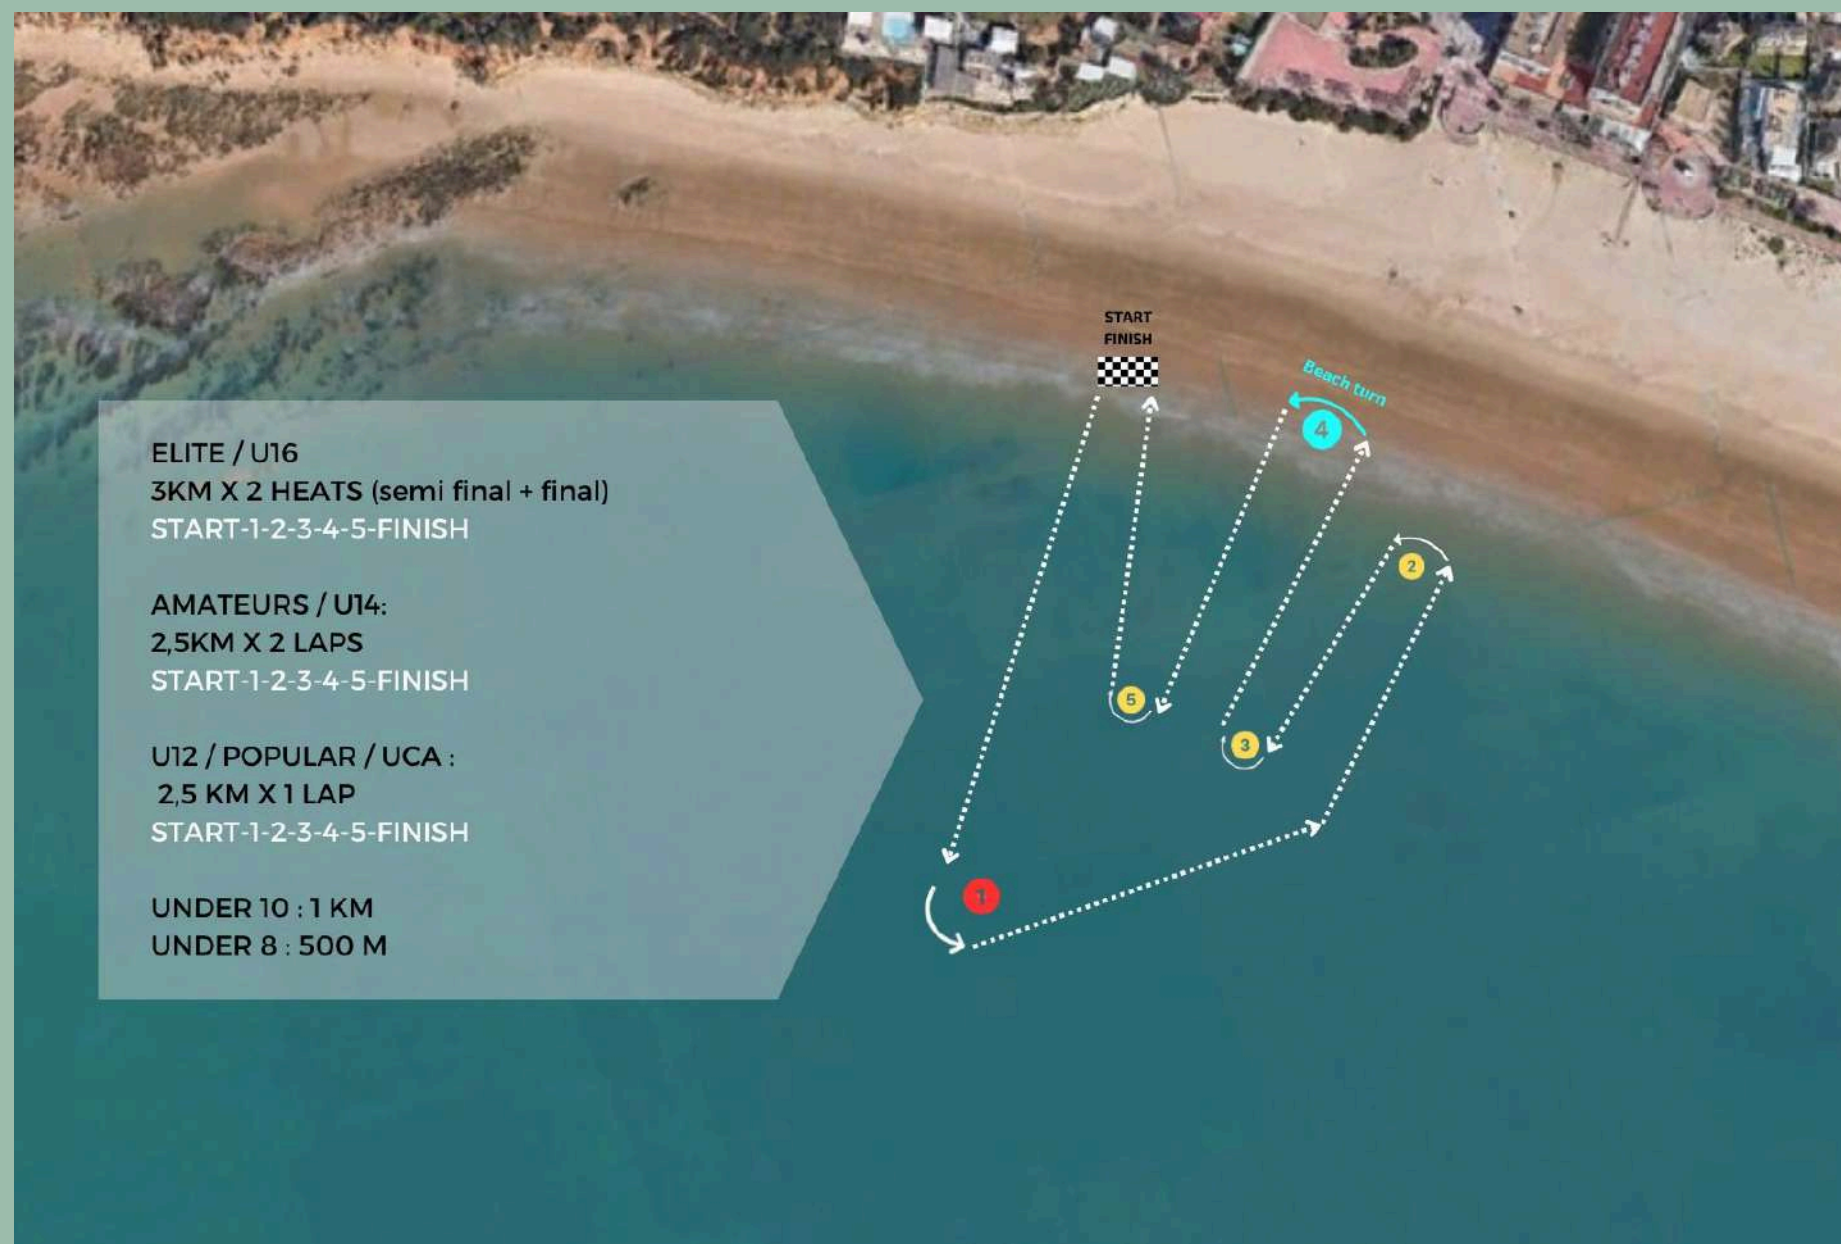 START
FINISH
Beach turn
4
2
5
3
1
ELITE / U16
3KM X 2 HEATS (semi final + final)
START-1-2-3-4-5-FINISH
AMATEURS / U14:
2,5KM X 2 LAPS
START-1-2-3-4-5-FINISH
U12 / POPULAR / UCA :
2,5 KM X 1 LAP
START-1-2-3-4-5-FINISH
UNDER 10 : 1 KM
UNDER 8 : 500 M